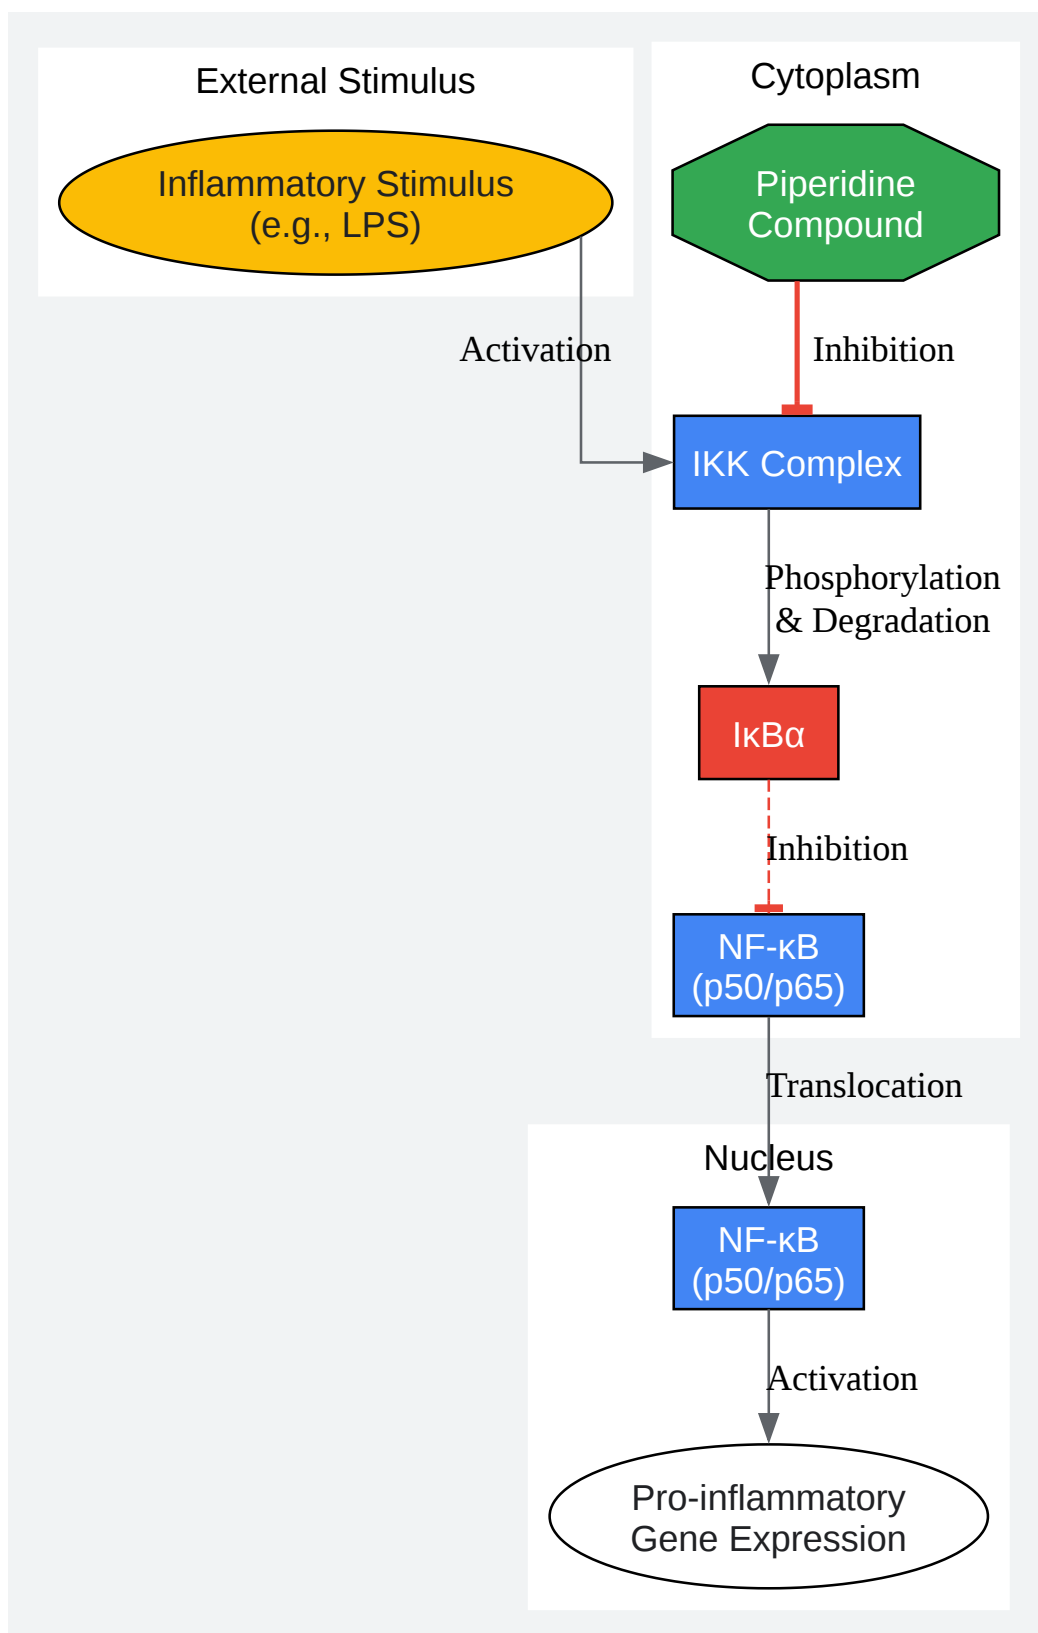 External Stimulus
Inflammatory Stimulus
(e.g., LPS)
Cytoplasm
Piperidine
Compound
Activation
Inhibition
IKK Complex
Phosphorylation
& Degradation
IκBα
Inhibition
NF-κB
(p50/p65)
Translocation
Nucleus
NF-κB
(p50/p65)
Activation
Pro-inflammatory
Gene Expression